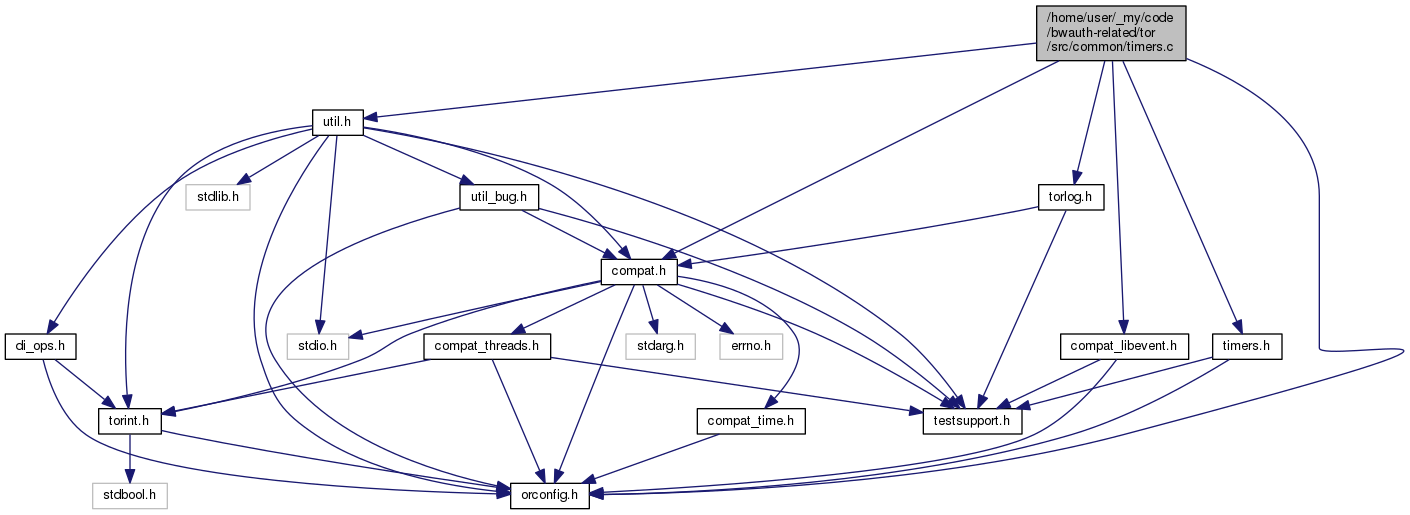 /home/user/_my/code
/bwauth-related/tor
/src/common/timers.c
util.h
stdlib.h
util_bug.h
torlog.h
compat.h
di_ops.h
stdio.h
compat_threads.h
stdarg.h
errno.h
compat_libevent.h
timers.h
torint.h
compat_time.h
testsupport.h
stdbool.h
orconfig.h